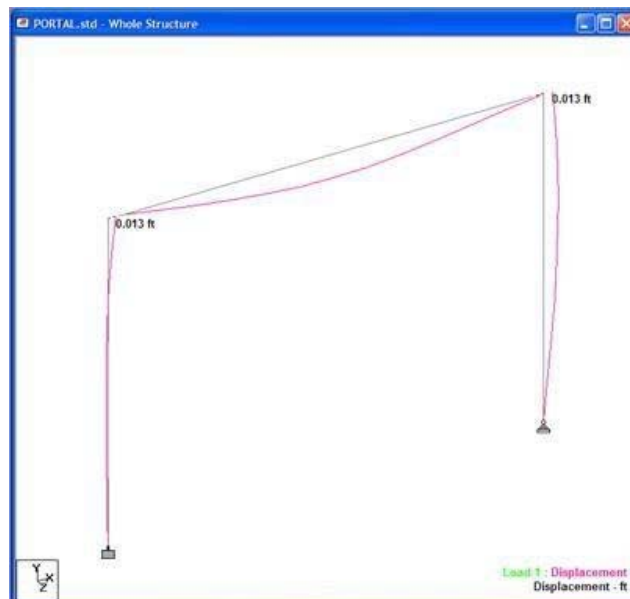 PORTAL.std - Whole Structure
0.013 ft
0.013 ft
Y
X
Z
Load 1 : Displacement
Displacement - ft